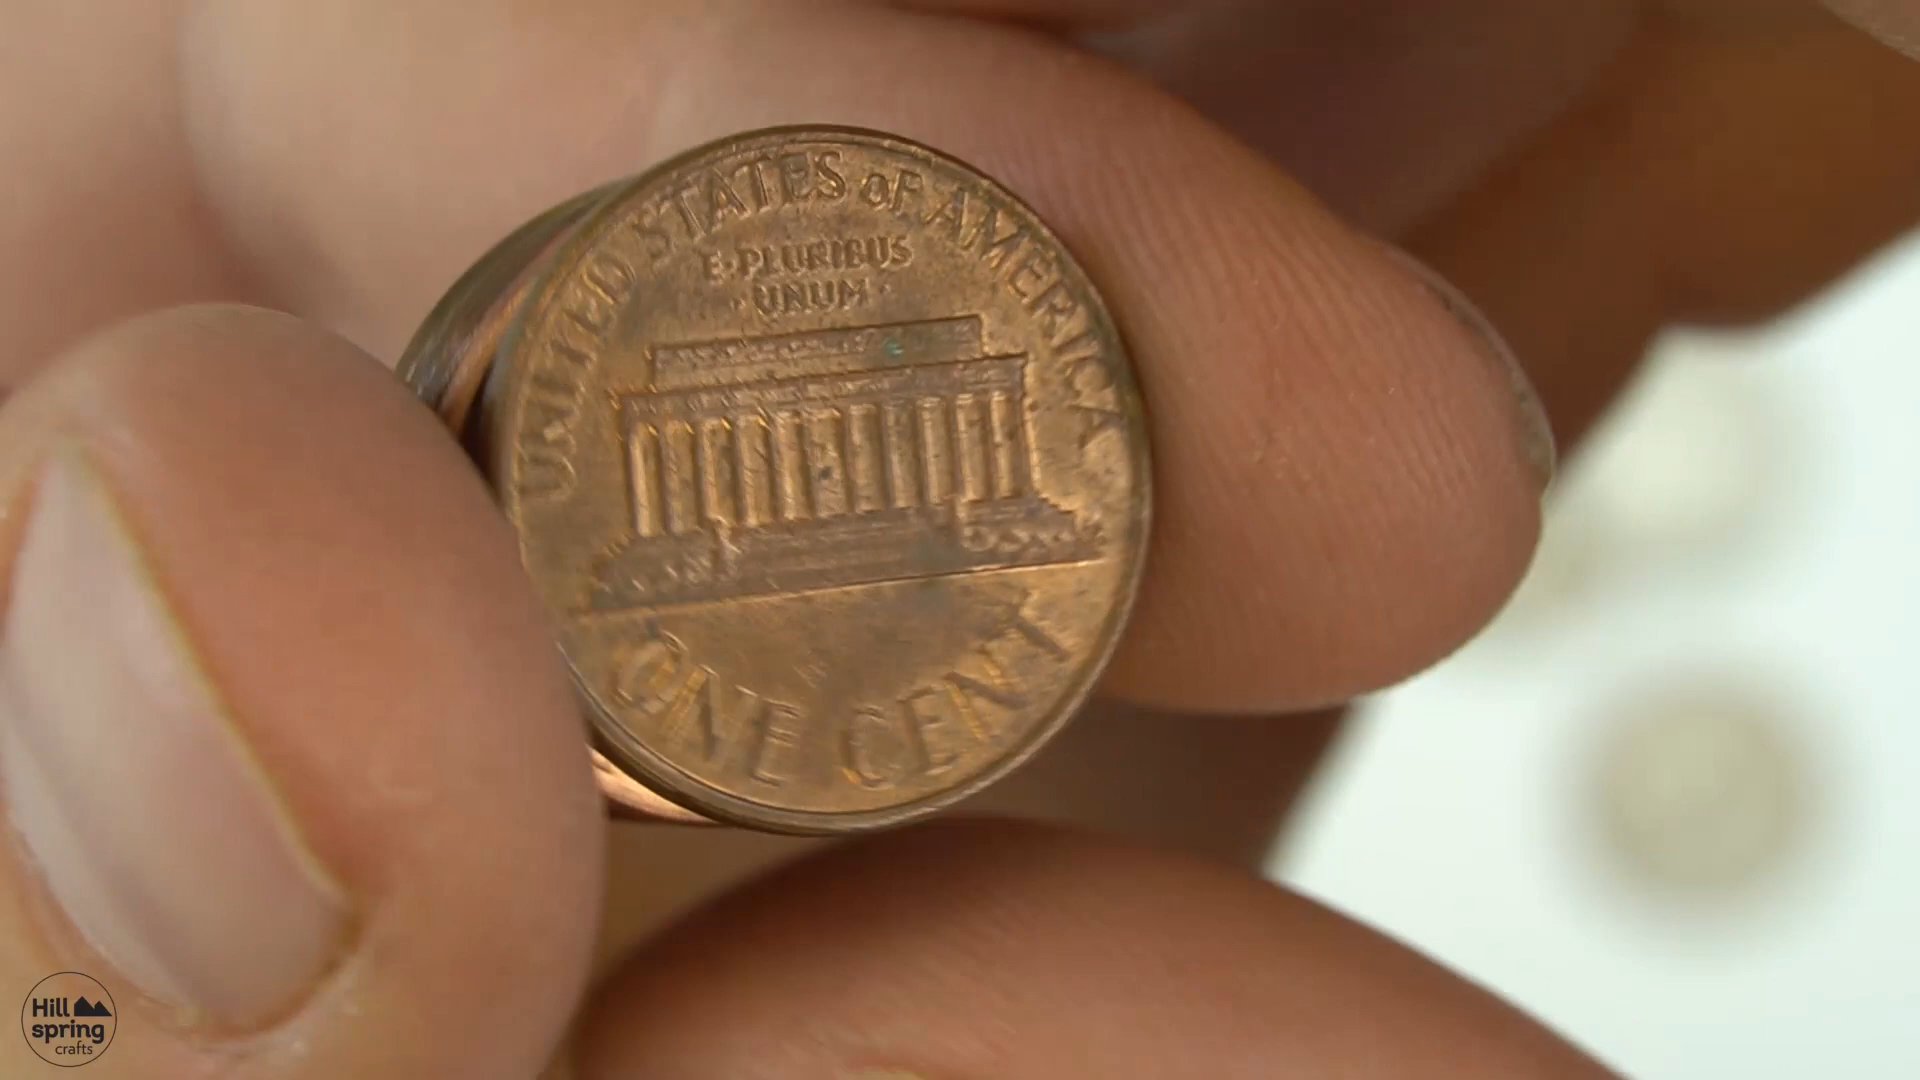 UNITED STATES OF AMERICA
E·PLURIBUS
·UNUM·
ONE CENT
Hill
spring
crafts